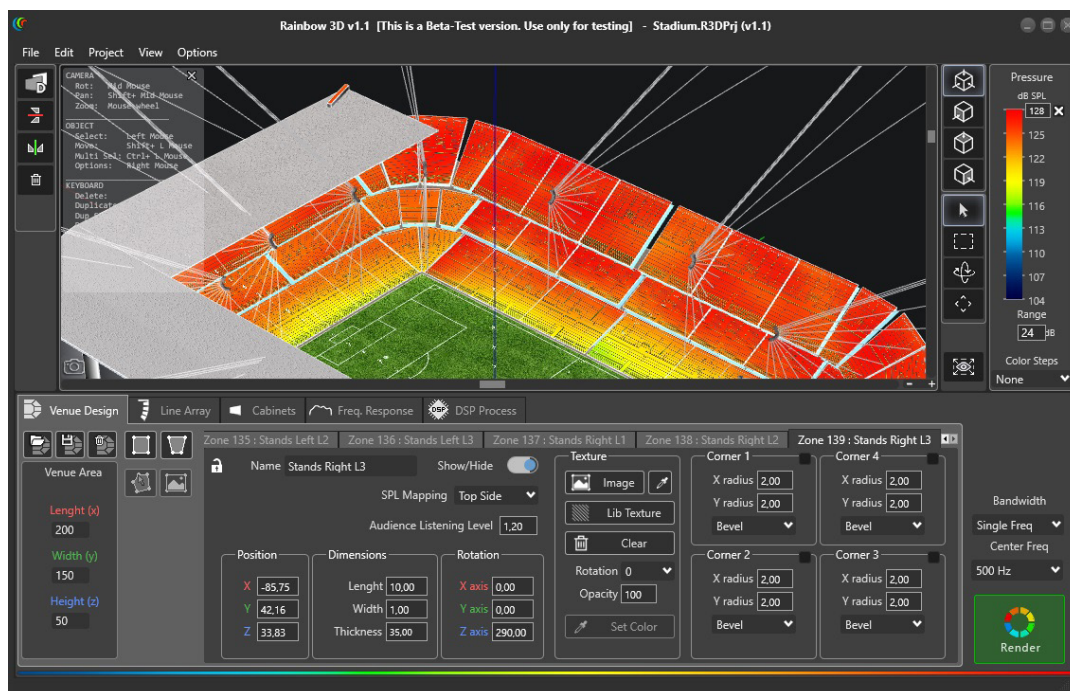 Rainbow 3D v1.1 [This is a Beta-Test version. Use only for testing] - Stadium.R3DPrj (v1.1)
File Edit Project View Options
CAMERA
Rot: Mid Mouse
Pan: Shift+ Mid Mouse
Zoom: Mouse wheel
OBJECT
Select: Left Mouse
Move: Shift+ L Mouse
Multi Sel: Ctrl+ L Mouse
Options: Right Mouse
KEYBOARD
Delete:
Duplicate
Pressure
dB SPL
128
125
122
119
116
113
110
107
104
Range
24 dB
Color Steps
None
Venue Design Line Array Cabinets Freq. Response DSP DSP Process
Zone 135 : Stands Left L2 Zone 136 : Stands Left L3 Zone 137 : Stands Right L1 Zone 138 : Stands Right L2 Zone 139 : Stands Right L3
Venue Area
Lenght (x)
200
Width (y)
150
Height (z)
50
Name Stands Right L3 Show/Hide
SPL Mapping Top Side
Audience Listening Level 1,20
Position
X -85,75
Y 42,16
Z 33,83
Dimensions
Lenght 10,00
Width 1,00
Thickness 35,00
Rotation
X axis 0,00
Y axis 0,00
Z axis 290,00
Texture
Image
Lib Texture
Clear
Rotation 0
Opacity 100
Set Color
Corner 1
X radius 2,00
Y radius 2,00
Bevel
Corner 4
X radius 2,00
Y radius 2,00
Bevel
Corner 2
X radius 2,00
Y radius 2,00
Bevel
Corner 3
X radius 2,00
Y radius 2,00
Bevel
Bandwidth
Single Freq
Center Freq
500 Hz
Render